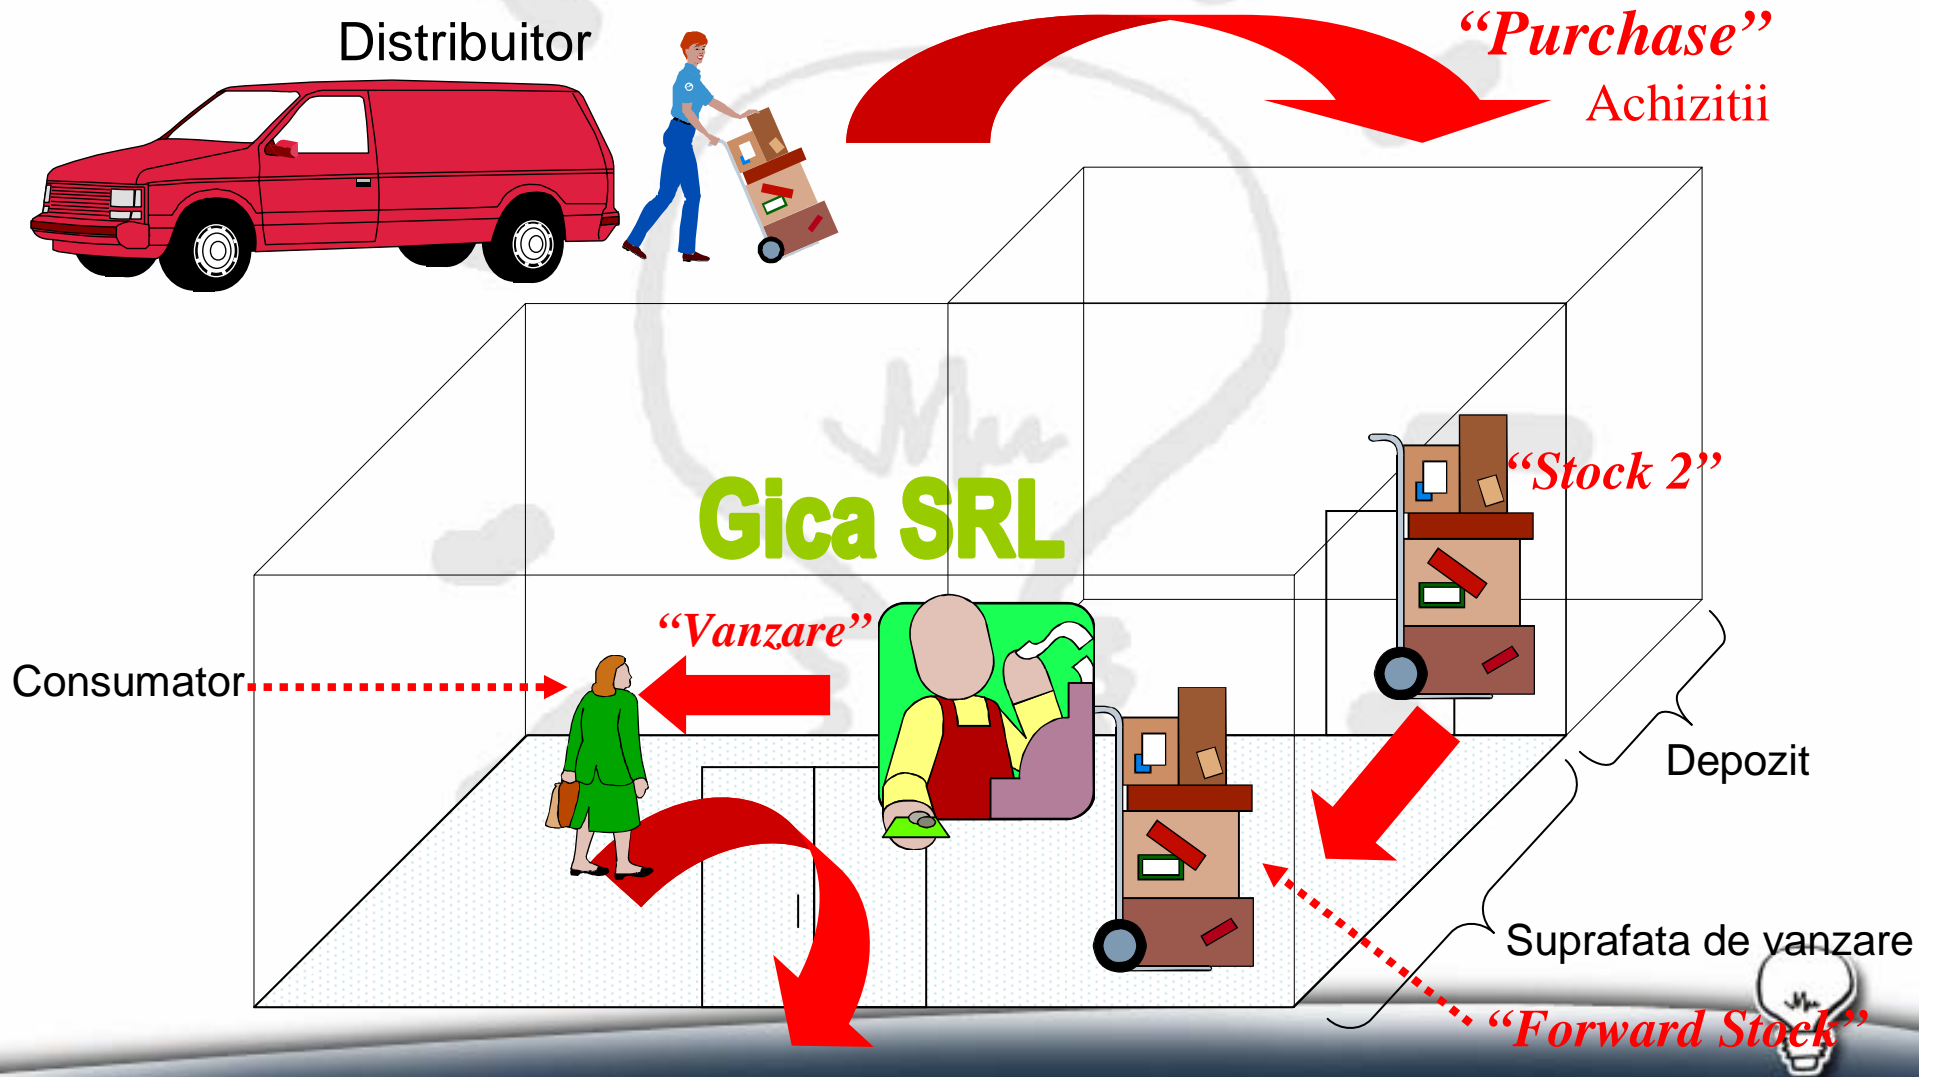 Distribuitor
“Purchase”
Achizitii
“Stock 2”
Gica SRL
“Vanzare”
Consumator
Depozit
Suprafata de vanzare
“Forward Stock”